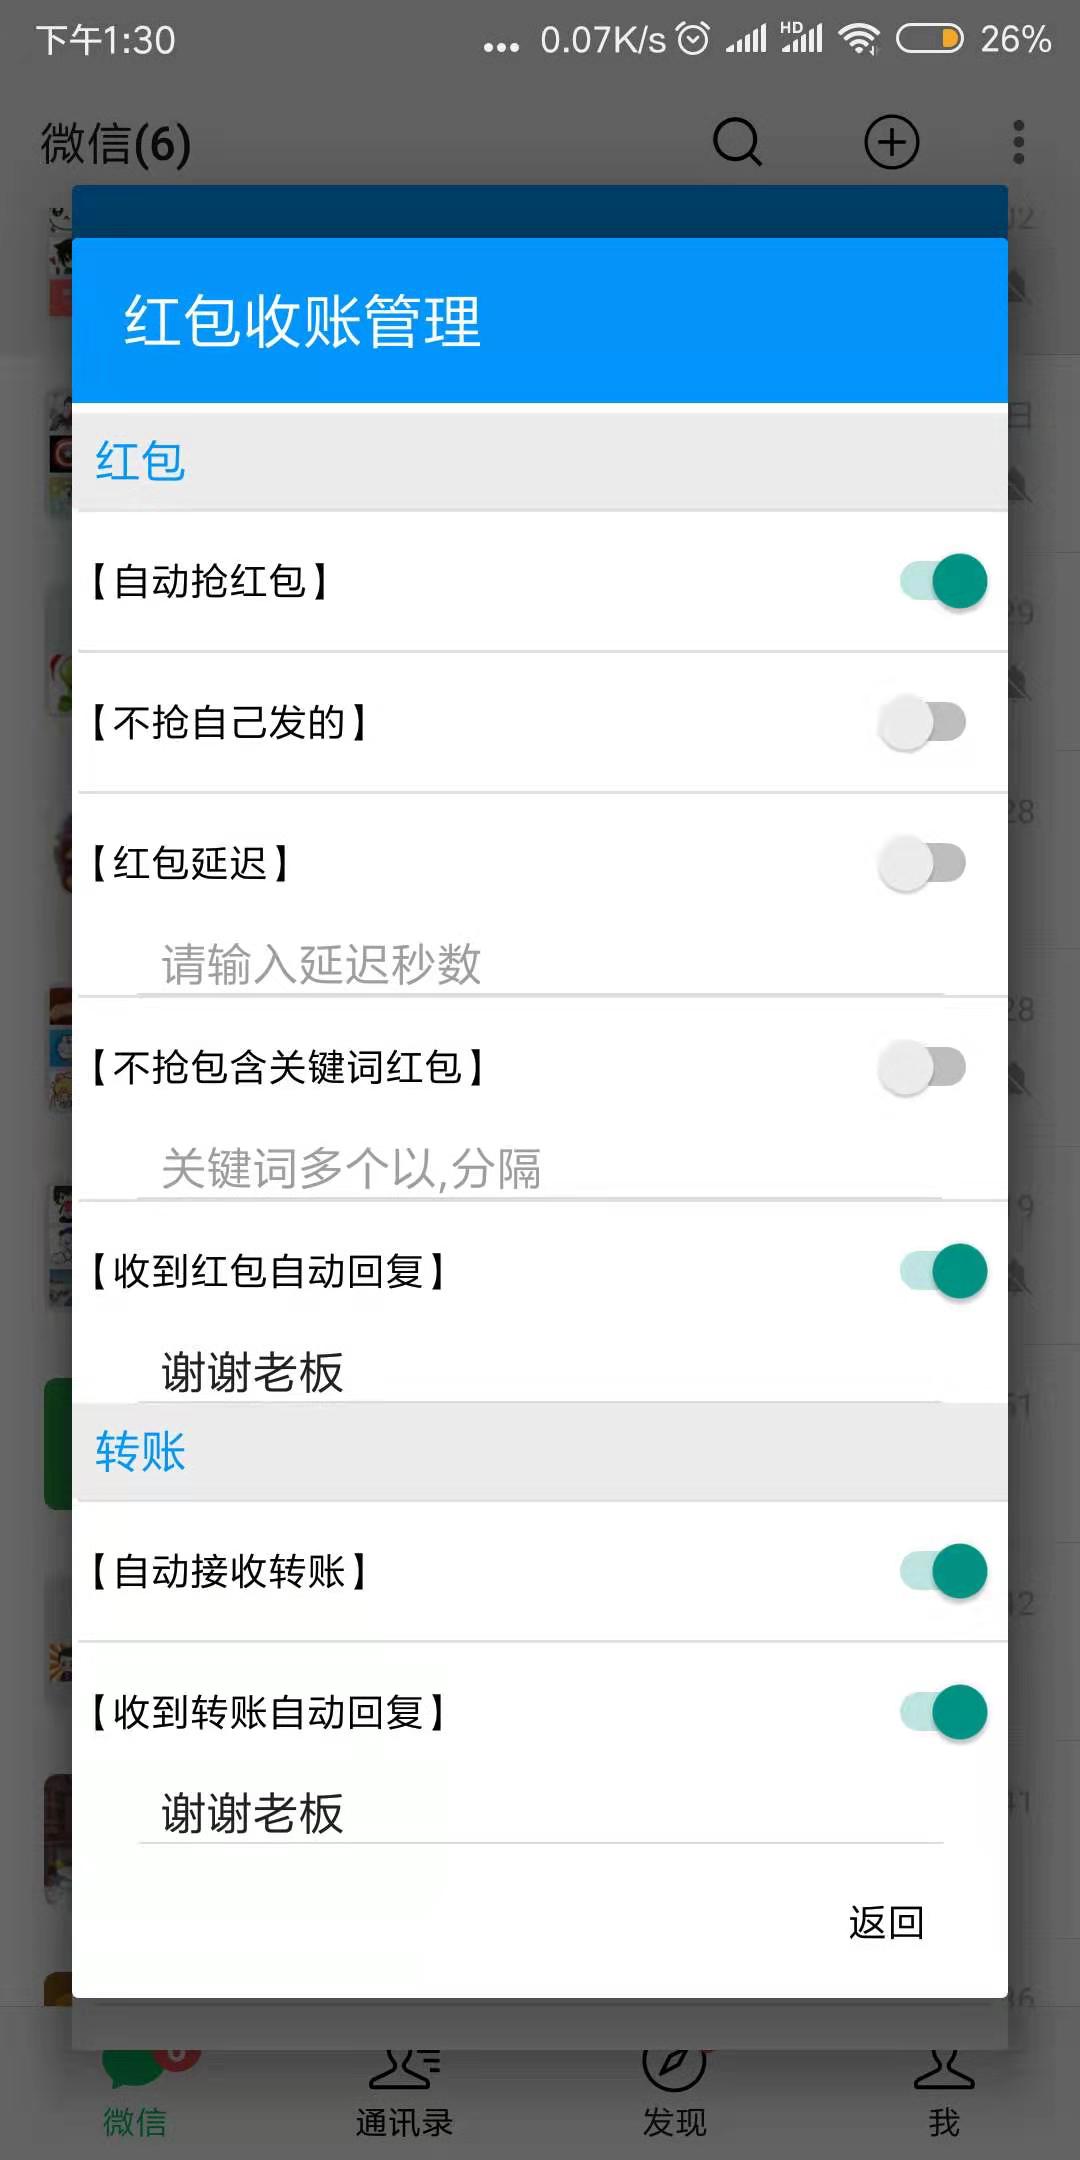 下午1:30
... 0.07K/s HD 26%
微信(6)
红包收账管理
红包
【自动抢红包】
【不抢自己发的】
【红包延迟】
请输入延迟秒数
【不抢包含关键词红包】
关键词多个以,分隔
【收到红包自动回复】
谢谢老板
转账
【自动接收转账】
【收到转账自动回复】
谢谢老板
返回
微信
通讯录
发现
我